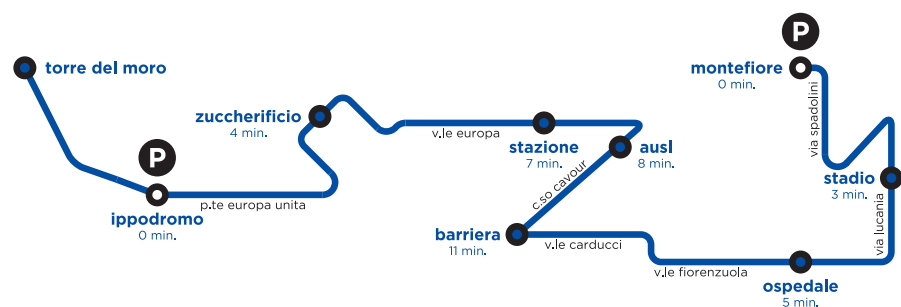 torre del moro
P
ippodromo
0 min.
p.te europa unita
zuccherificio
4 min.
v.le europa
stazione
7 min.
ausl
8 min.
c.so cavour
barriera
11 min.
v.le carducci
v.le fiorenzuola
ospedale
5 min.
via lucania
stadio
3 min.
via spadolini
P
montefiore
0 min.